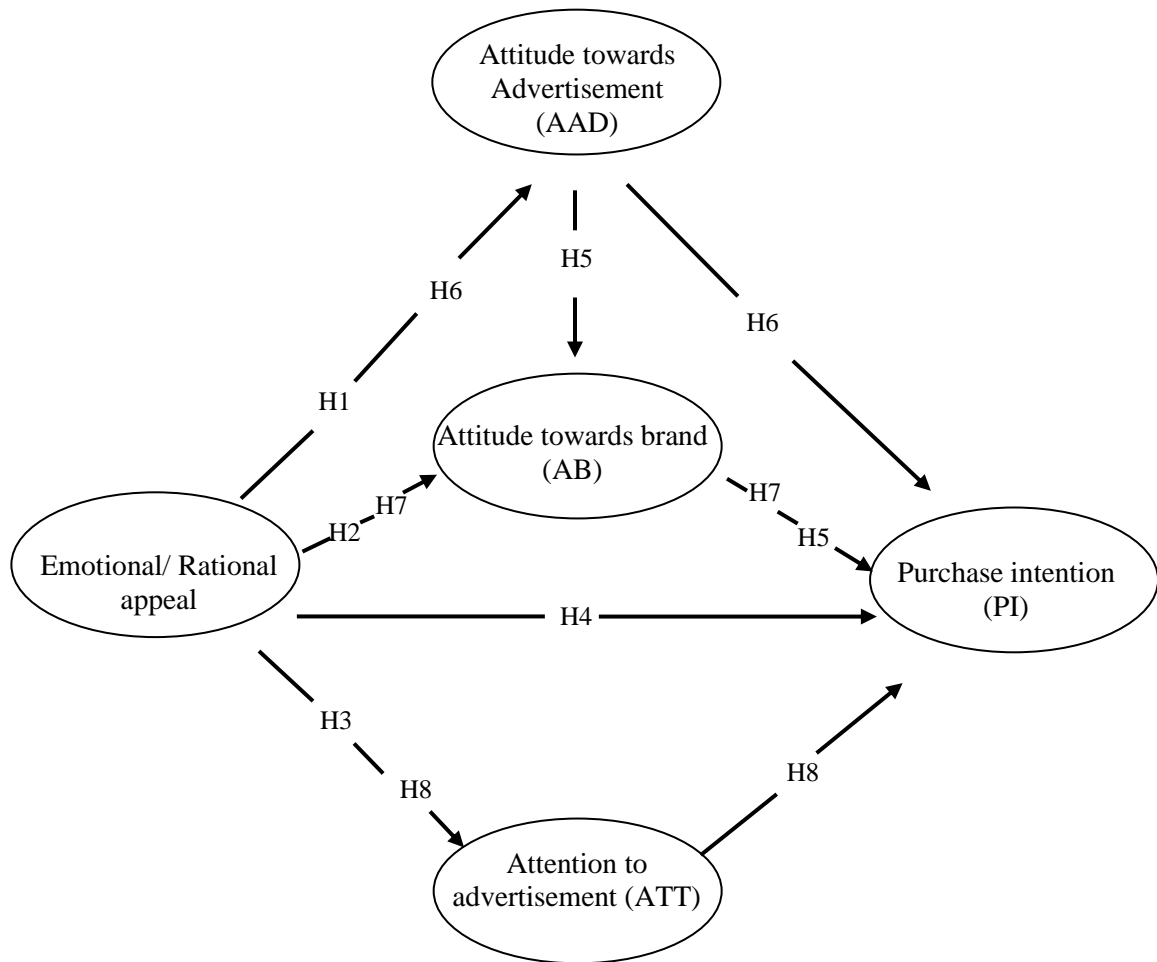 Attitude towards
Advertisement
(AAD)
H5
H6
H6
H1
Attitude towards brand
(AB)
H7
H2
H7
H5
Emotional/ Rational
appeal
Purchase intention
(PI)
H4
H3
H8
H8
Attention to
advertisement (ATT)